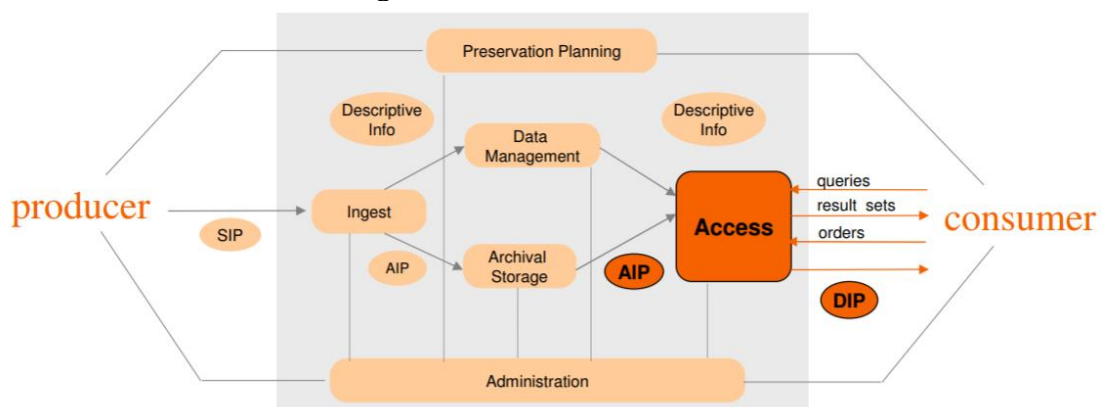 Preservation Planning
Descriptive
Info
Descriptive
Info
Data
Management
queries
producer
Ingest
Access
result sets
consumer
SIP
orders
AIP
Archival
Storage
AIP
DIP
Administration